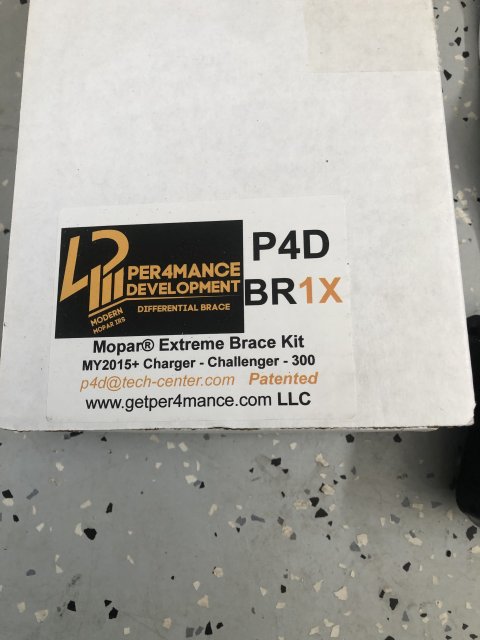 PER4MANCE
DEVELOPMENT
DIFFERENTIAL BRACE
MODERN
MOPAR IRS
P4D
BR1X
Mopar® Extreme Brace Kit
MY2015+ Charger - Challenger - 300
p4d@tech-center.com Patented
www.getper4mance.com LLC